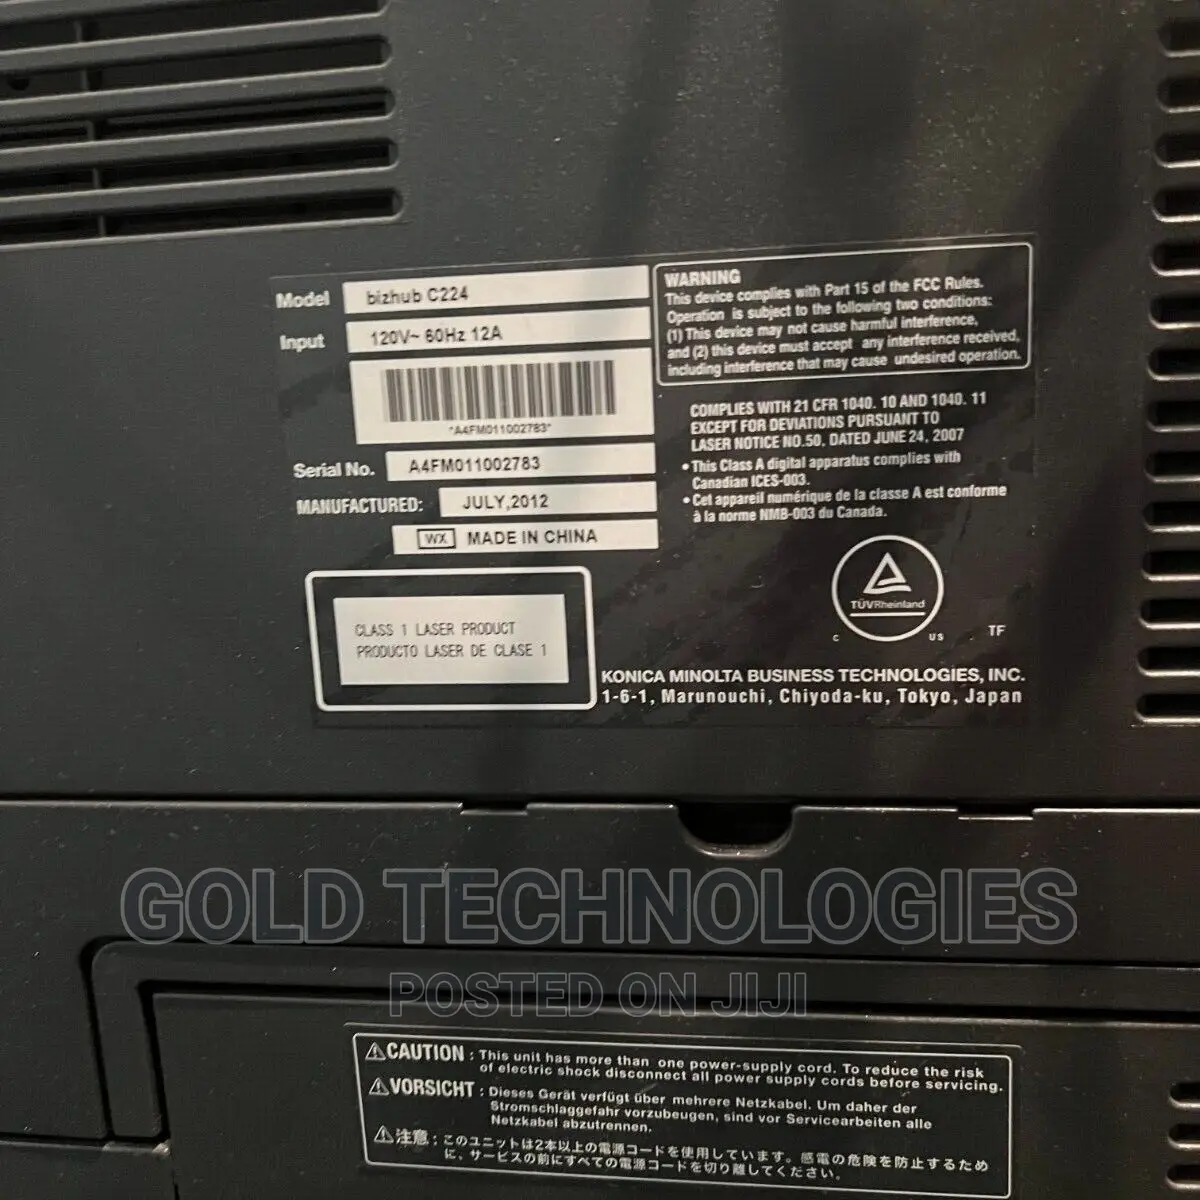 Model bizhub C224
Input 120V~ 60Hz 12A
*A4FM011002783*
Serial No. A4FM011002783
MANUFACTURED: JULY,2012
WX MADE IN CHINA
CLASS 1 LASER PRODUCT
PRODUCTO LASER DE CLASE 1
WARNING
This device complies with Part 15 of the FCC Rules.
Operation is subject to the following two conditions:
(1) This device may not cause harmful interference,
and (2) this device must accept any interference received,
including interference that may cause undesired operation.
COMPLIES WITH 21 CFR 1040. 10 AND 1040. 11
EXCEPT FOR DEVIATIONS PURSUANT TO
LASER NOTICE NO.50, DATED JUNE 24, 2007
• This Class A digital apparatus complies with
Canadian ICES-003.
• Cet appareil numérique de la classe A est conforme
à la norme NMB-003 du Canada.
TÜVRheinland
C US TF
KONICA MINOLTA BUSINESS TECHNOLOGIES, INC.
1-6-1, Marunouchi, Chiyoda-ku, Tokyo, Japan
GOLD TECHNOLOGIES
POSTED ON JIJI
⚠CAUTION : This unit has more than one power-supply cord. To reduce the risk
of electric shock disconnect all power supply cords before servicing.
⚠VORSICHT : Dieses Gerät verfügt über mehrere Netzkabel. Um daher der
Stromschlaggefahr vorzubeugen, sind vor Servicearbeiten alle
Netzkabel abzutrennen.
⚠注意 : このユニットは2本以上の電源コードを使用しています。感電の危険を防止するため
に、サービスの前にすべての電源コードを切り離してください。